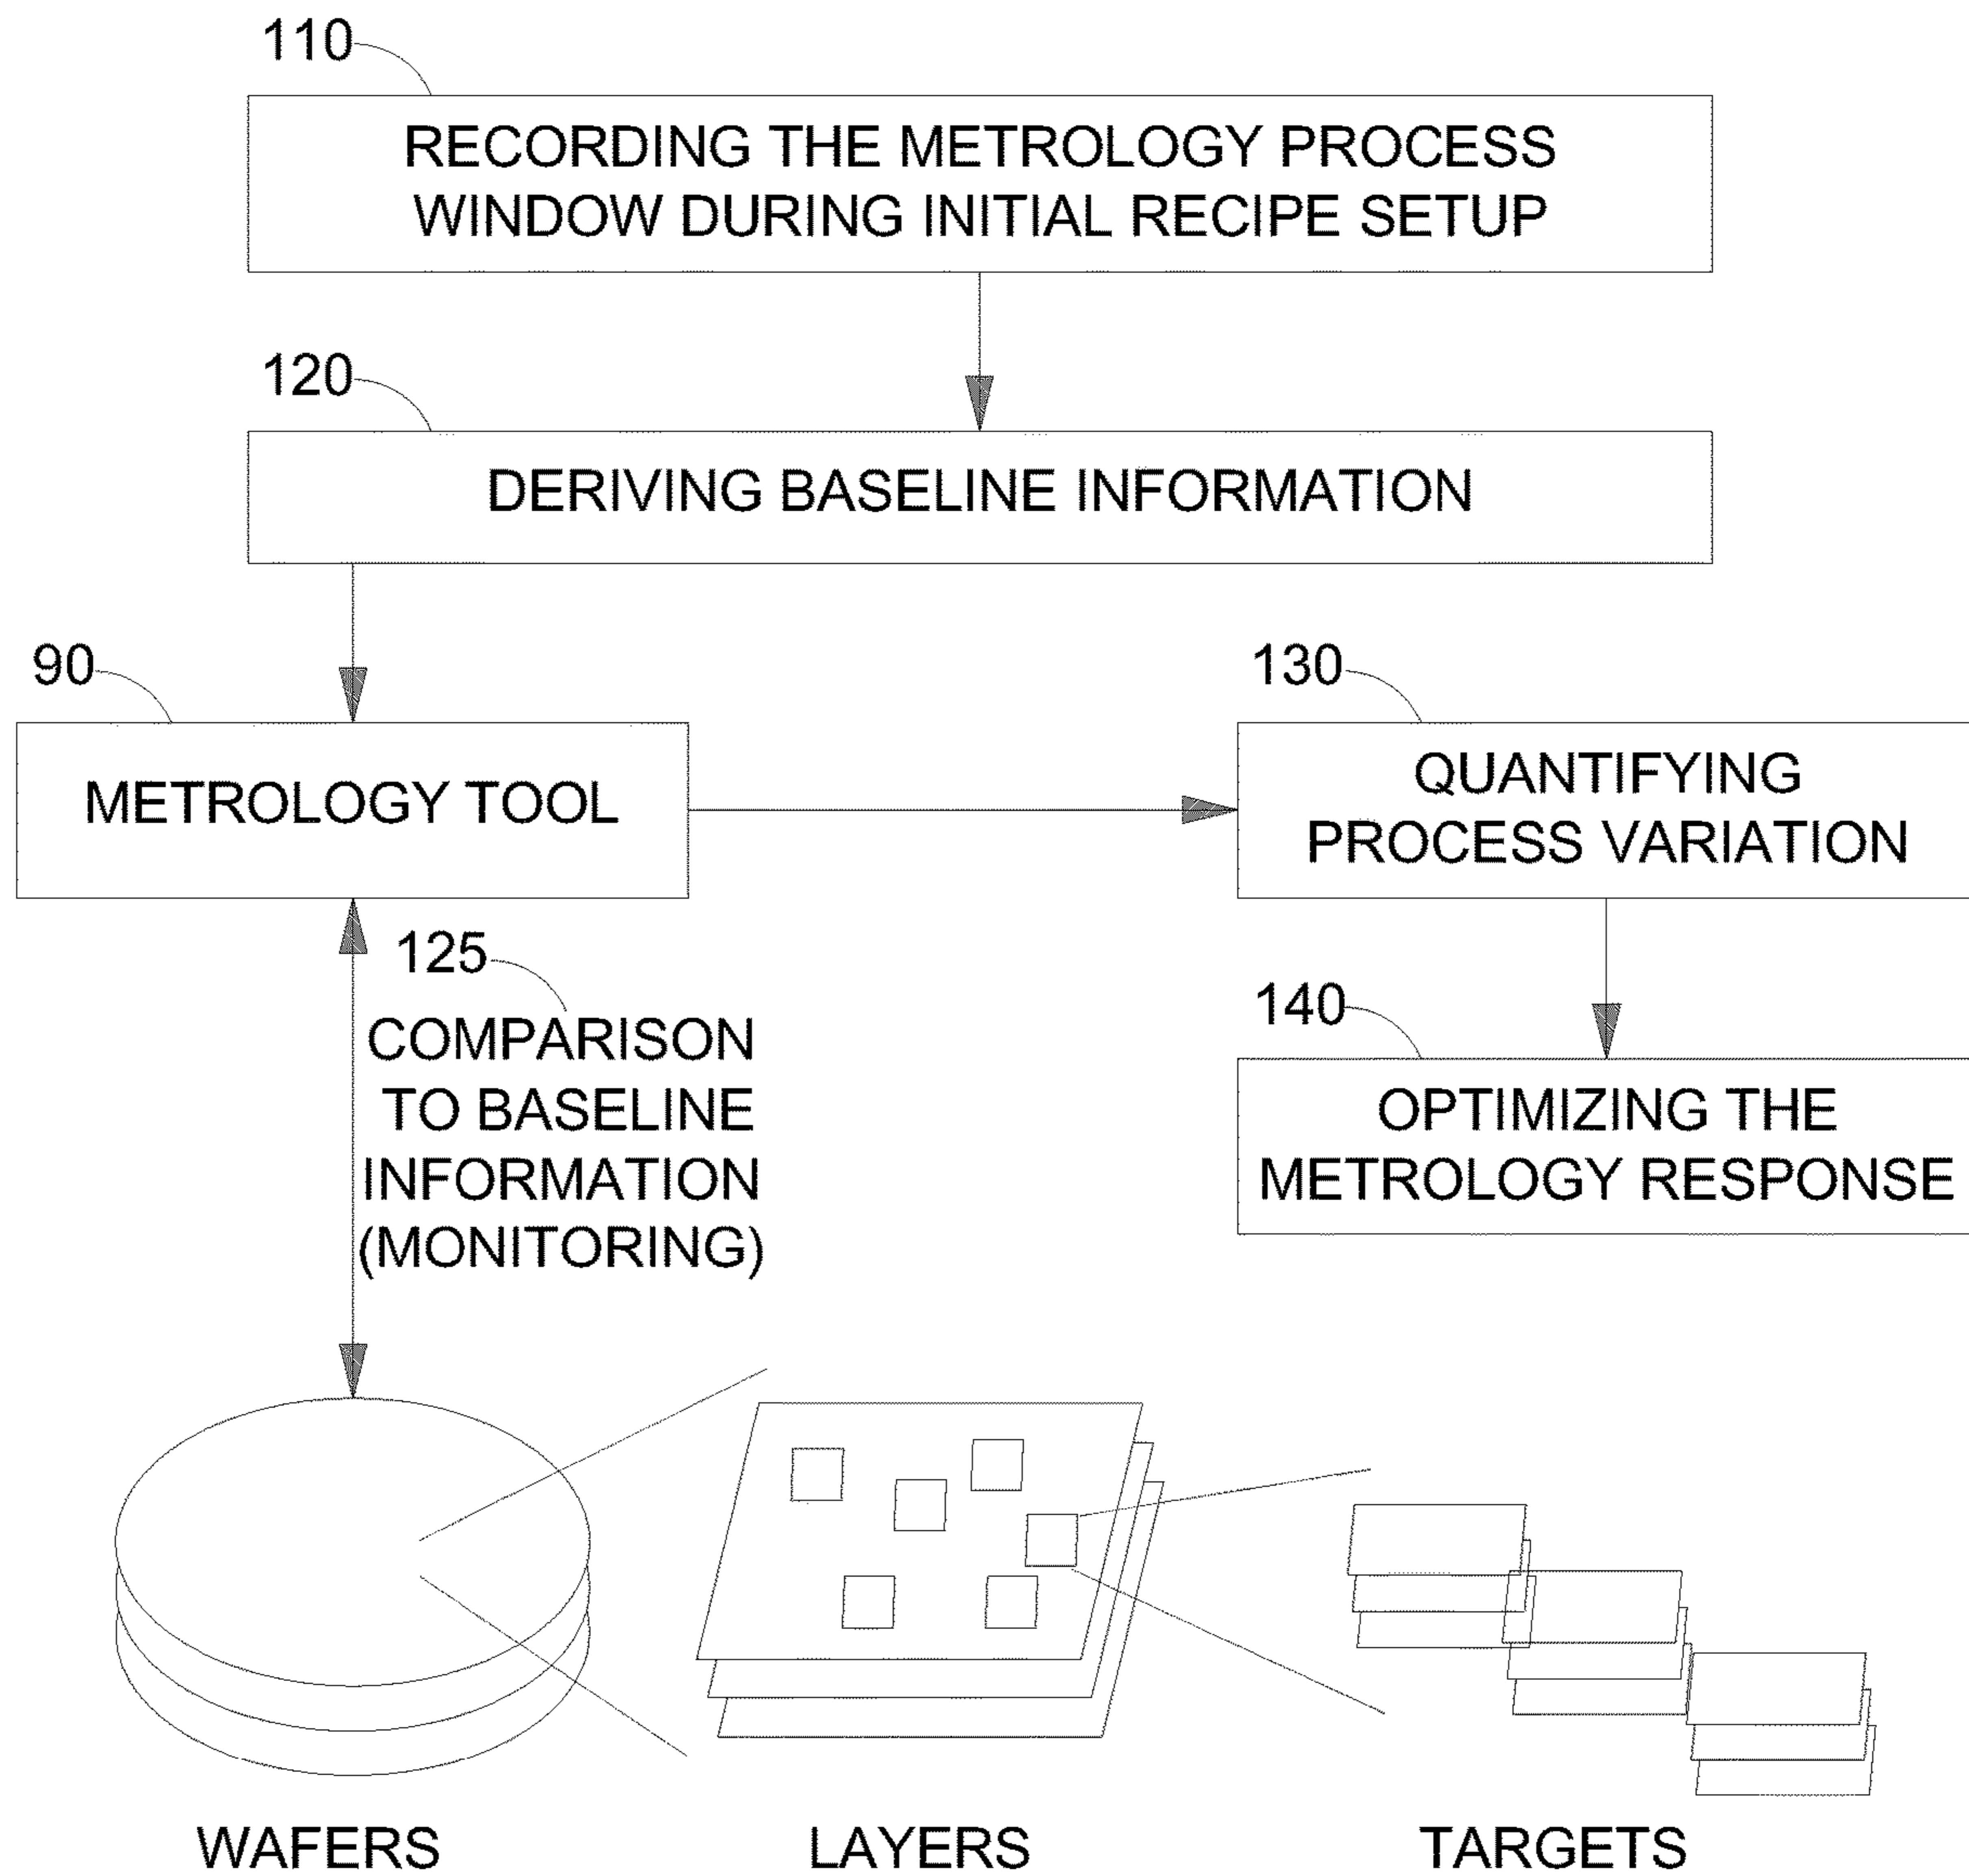 110
RECORDING THE METROLOGY PROCESS
WINDOW DURING INITIAL RECIPE SETUP
120
DERIVING BASELINE INFORMATION
90
METROLOGY TOOL
130
QUANTIFYING
PROCESS VARIATION
125
COMPARISON
TO BASELINE
INFORMATION
(MONITORING)
140
OPTIMIZING THE
METROLOGY RESPONSE
WAFERS
LAYERS
TARGETS